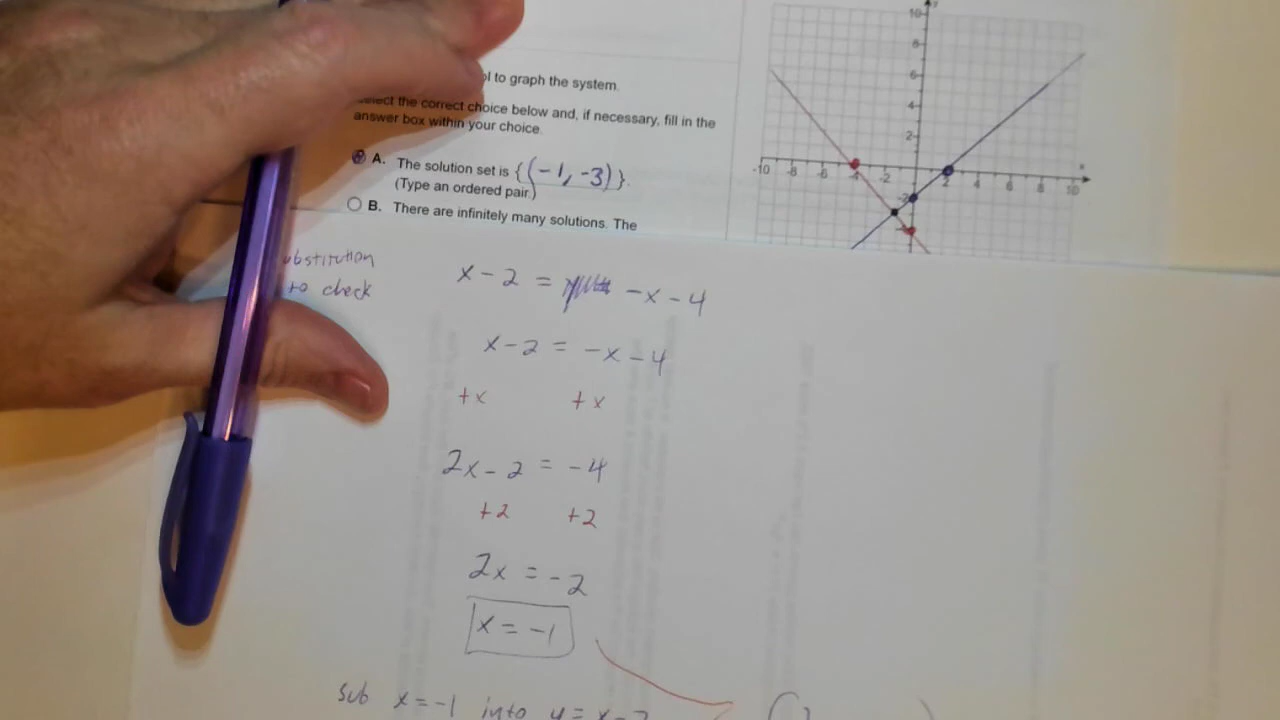 to graph the system.
select the correct choice below and, if necessary, fill in the
answer box within your choice.
A. The solution set is {(-1, -3)}.
(Type an ordered pair.)
B. There are infinitely many solutions. The
10
8
6
4
2
-10 -8 -6 -4 -2 2 4 6 8 10
-2
-4
y
x
to check
x - 2 = -x - 4
x - 2 = -x - 4
+x +x
2x - 2 = -4
+2 +2
2x = -2
x = -1
sub x = -1 into y = x - 2